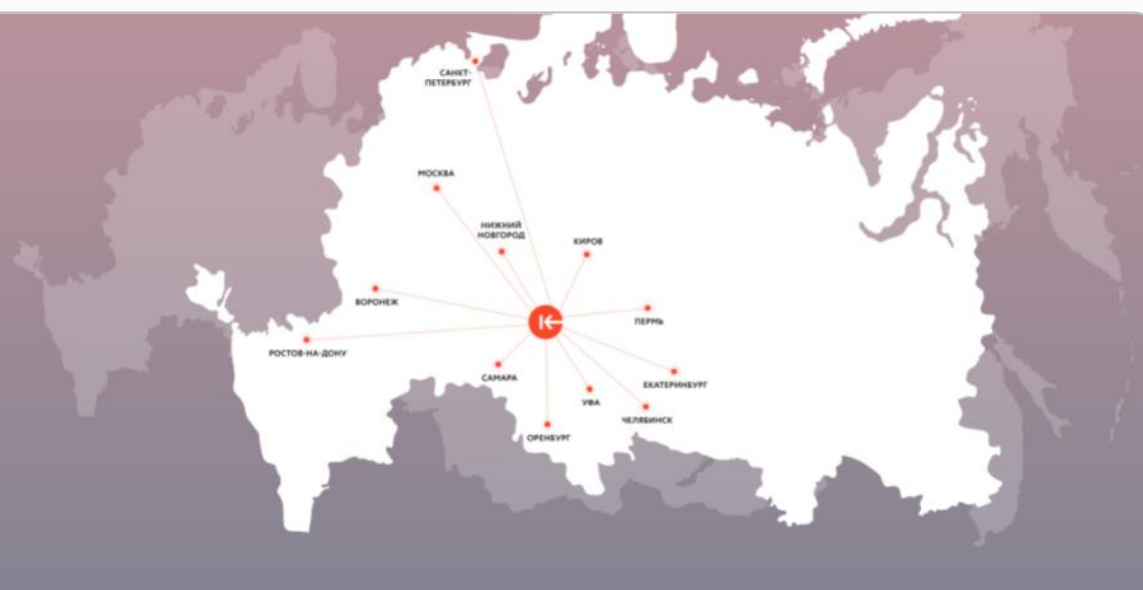 САНКТ-
ПЕТЕРБУРГ
МОСКВА
НИЖНИЙ
НОВГОРОД
КИРОВ
ВОРОНЕЖ
ПЕРМЬ
РОСТОВ-НА-ДОНУ
САМАРА
ЕКАТЕРИНБУРГ
УФА
ЧЕЛЯБИНСК
ОРЕНБУРГ